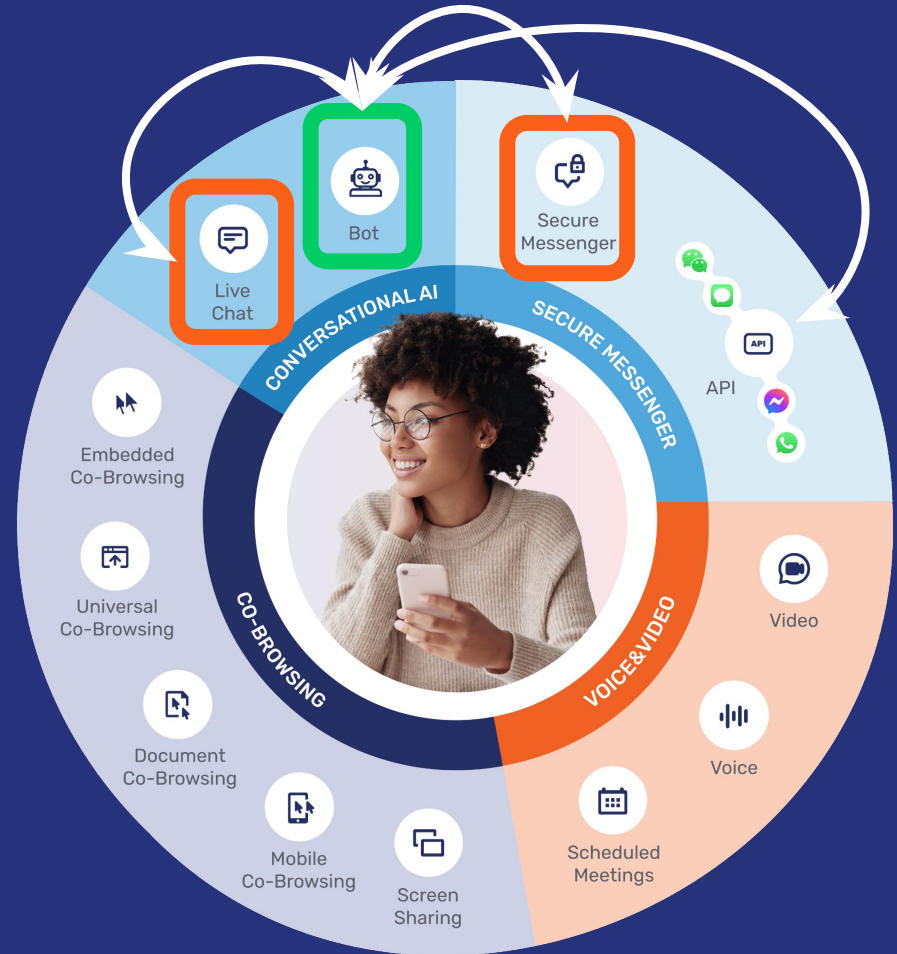 Bot
Live
Chat
Secure
Messenger
CONVERSATIONAL AI
SECURE MESSENGER
API
API
Embedded
Co-Browsing
Universal
Co-Browsing
Document
Co-Browsing
Mobile
Co-Browsing
Screen
Sharing
CO-BROWSING
VOICE&VIDEO
Video
Voice
Scheduled
Meetings